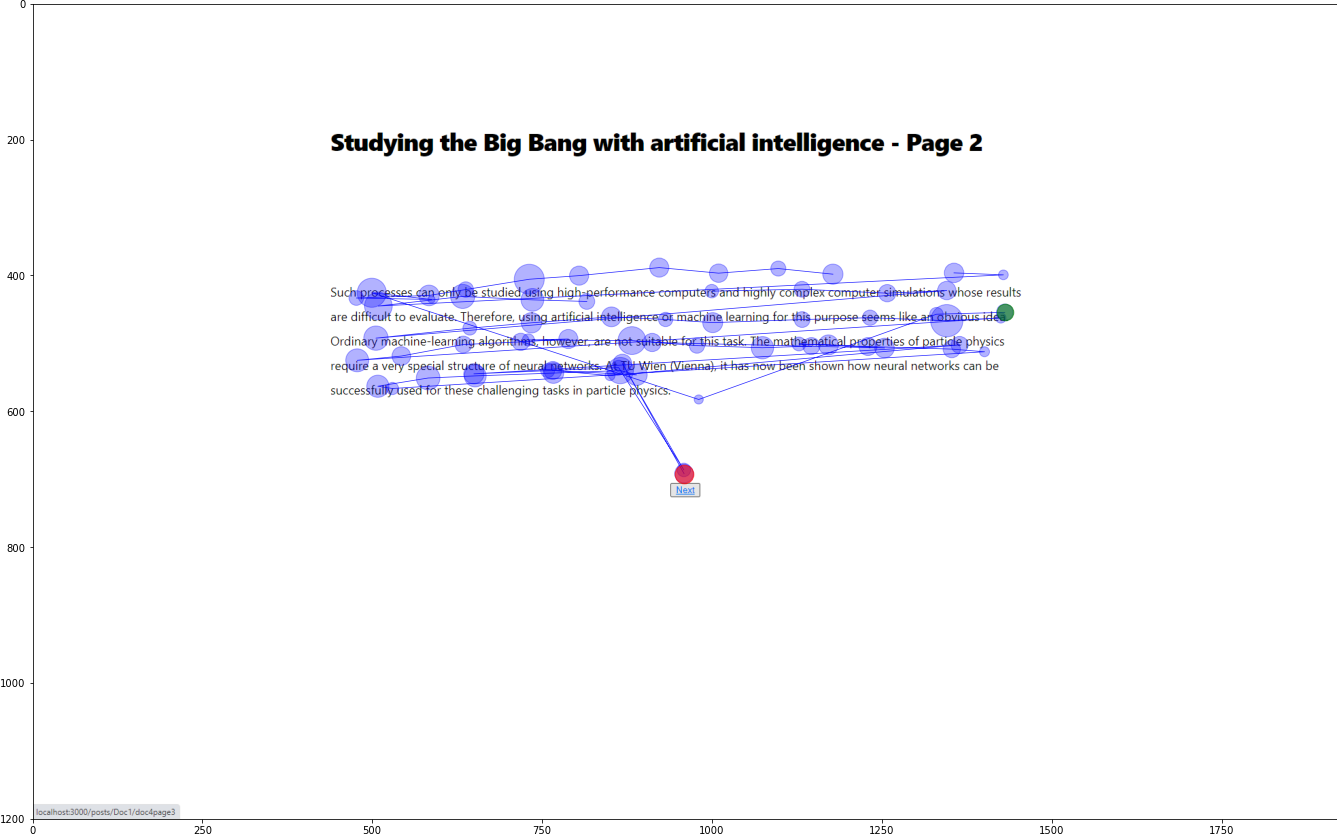 0
200
Studying the Big Bang with artificial intelligence - Page 2
400
Such processes can only be studied using high-performance computers and highly complex computer simulations whose results
are difficult to evaluate. Therefore, using artificial intelligence or machine learning for this purpose seems like an obvious idea.
Ordinary machine-learning algorithms, however, are not suitable for this task. The mathematical properties of particle physics
require a very special structure of neural networks. At TU Wien (Vienna), it has now been shown how neural networks can be
successfully used for these challenging tasks in particle physics.
600
Next
800
1000
localhost:3000/posts/Doc1/doc4page3
1200
0 250 500 750 1000 1250 1500 1750